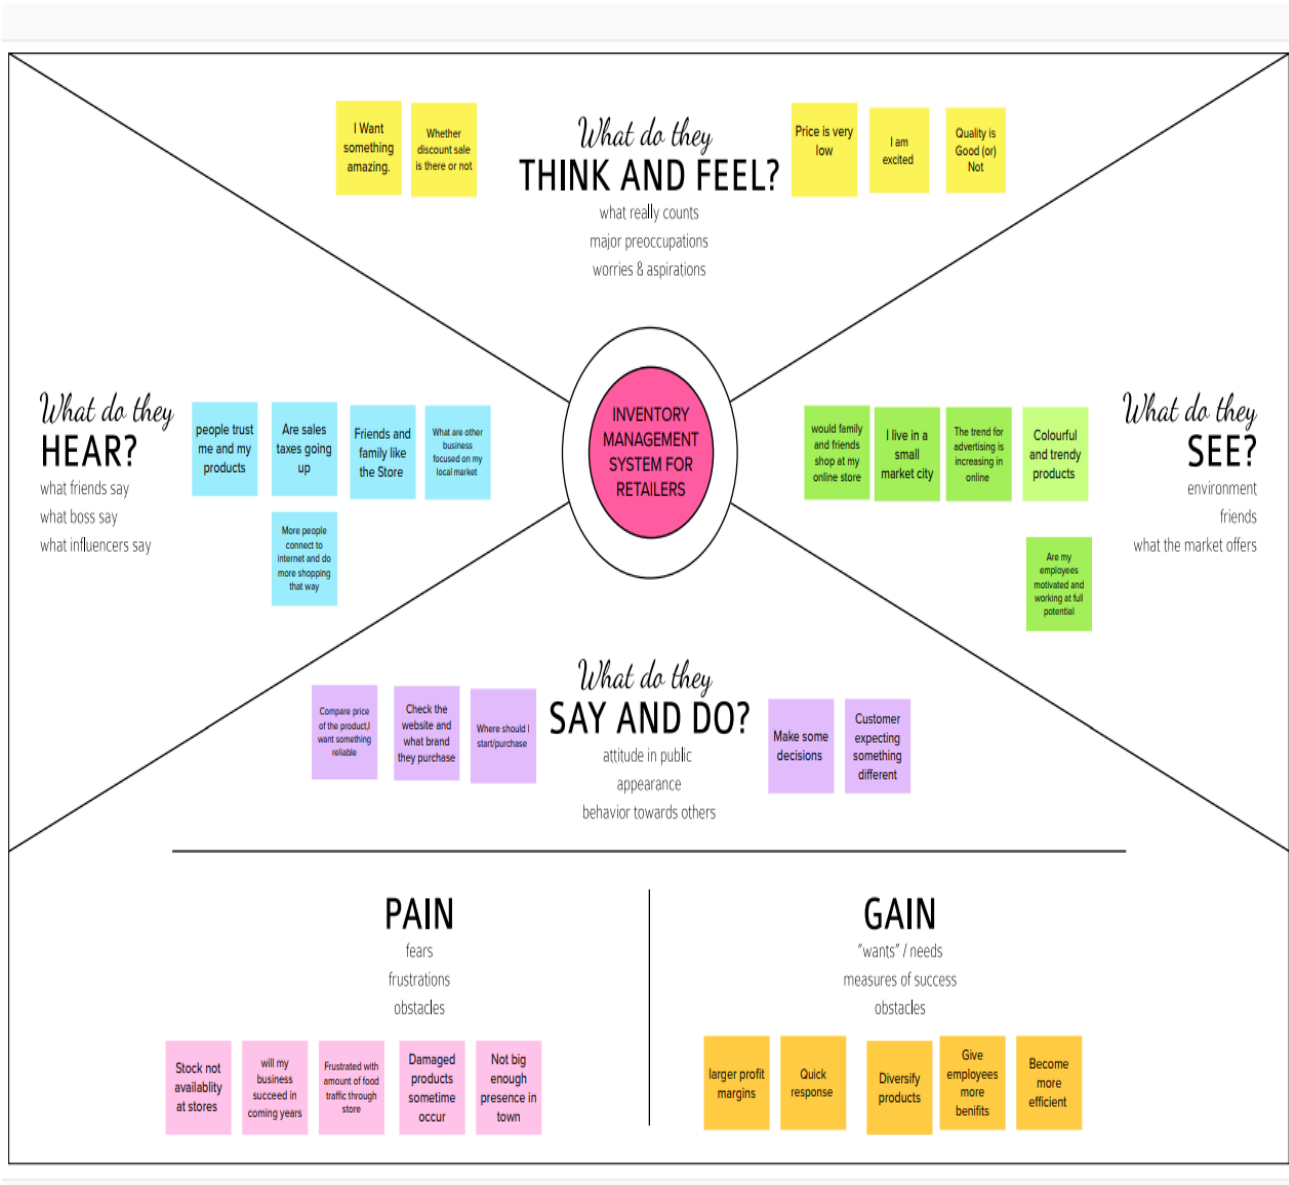 I Want
something
amazing.
Whether
discount sale
is there or not
What do they
THINK AND FEEL?
what really counts
major preoccupations
worries & aspirations
Price is very
low
I am
excited
Quality is
Good (or)
Not
What do they
HEAR?
what friends say
what boss say
what influencers say
people trust
me and my
products
Are sales
taxes going
up
Friends and
family like
the Store
What are other
business
focused on my
local market
More people
connect to
internet and do
more shopping
that way
INVENTORY
MANAGEMENT
SYSTEM FOR
RETAILERS
would family
and friends
shop at my
online store
I live in a
small
market city
The trend for
advertising is
increasing in
online
Colourful
and trendy
products
Are my
employees
motivated and
working at full
potential
What do they
SEE?
environment
friends
what the market offers
Compare price
of the product,I
want something
reliable
Check the
website and
what brand
they purchase
Where should I
start/purchase
What do they
SAY AND DO?
attitude in public
appearance
behavior towards others
Make some
decisions
Customer
expecting
something
different
PAIN
fears
frustrations
obstacles
Stock not
availablity
at stores
will my
business
succeed in
coming years
Frustrated with
amount of food
traffic through
store
Damaged
products
sometime
occur
Not big
enough
presence in
town
GAIN
"wants" / needs
measures of success
obstacles
larger profit
margins
Quick
response
Diversify
products
Give
employees
more
benifits
Become
more
efficient